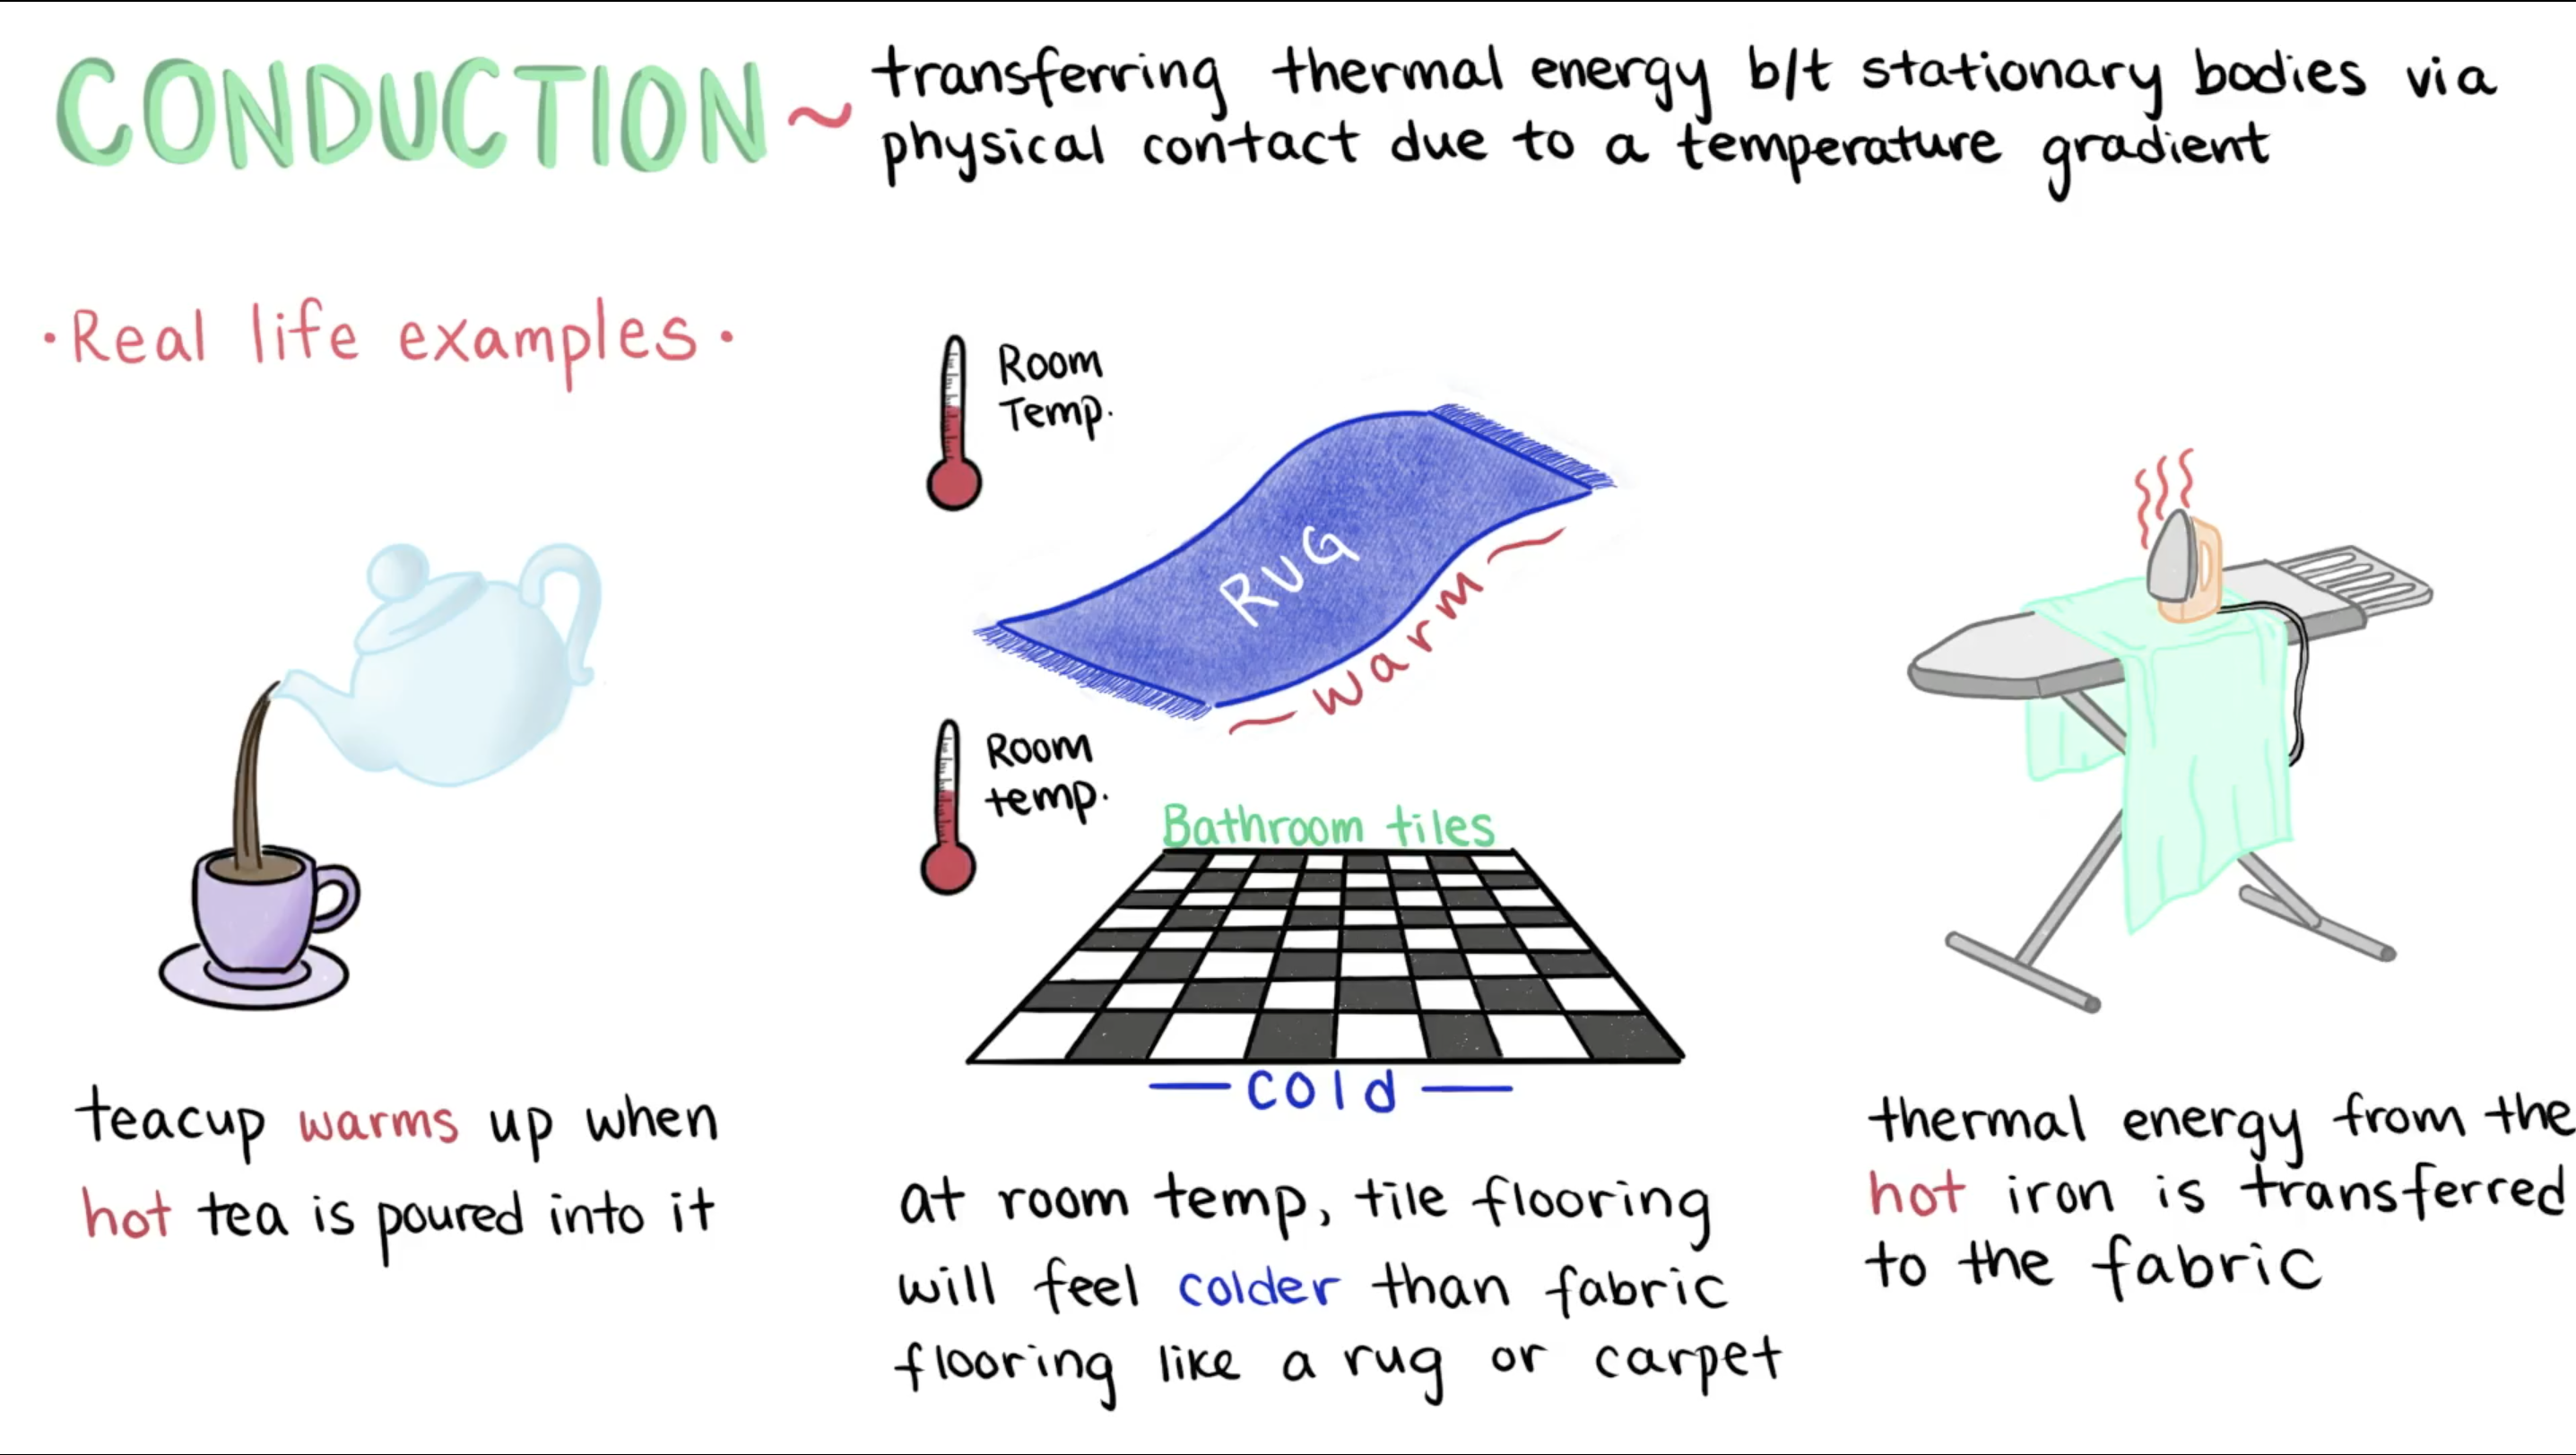 CONDUCTION ~ transferring thermal energy b/t stationary bodies via
physical contact due to a temperature gradient
• Real life examples •
Room
Temp.
RUG
~ warm ~
Room
temp.
Bathroom tiles
— cold —
teacup warms up when
hot tea is poured into it
at room temp, tile flooring
will feel colder than fabric
flooring like a rug or carpet
thermal energy from the
hot iron is transferred
to the fabric